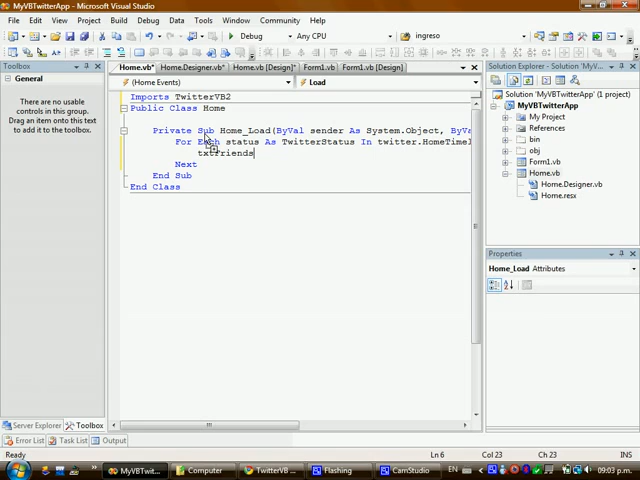 MyVBTwitterApp - Microsoft Visual Studio
File Edit View Project Build Debug Data Tools Window Community Help
Debug Any CPU ingreso
Toolbox
General
There are no usable
controls in this group.
Drag an item onto this text
to add it to the toolbox.
Server Explorer Toolbox
Home.vb* Home.Designer.vb* Home.vb [Design]* Form1.vb Form1.vb [Design]
(Home Events) Load
Imports TwitterVB2
Public Class Home
Private Sub Home_Load(ByVal sender As System.Object, ByVa
For Each status As TwitterStatus In twitter.HomeTimel
txtfriends
Next
End Sub
End Class
Solution Explorer - Solution 'MyVBTwitterApp'
Solution 'MyVBTwitterApp' (1 project)
MyVBTwitterApp
My Project
References
bin
obj
Form1.vb
Home.vb
Home.Designer.vb
Home.resx
Properties
Home_Load Attributes
Error List Task List Output
Ready Ln 6 Col 23 Ch 23 INS
MyVBTwit... Computer TwitterVB ... Flashing CamStudio EN 09:03 p.m.